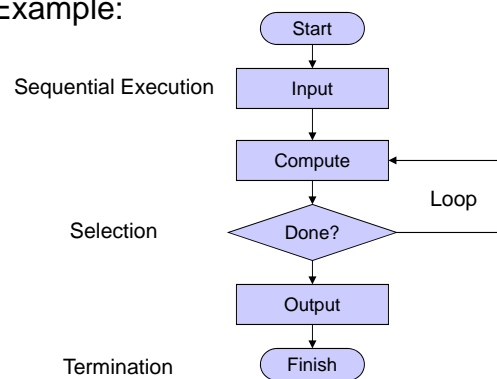 Example:
Start
Sequential Execution
Input
Compute
Loop
Selection
Done?
Output
Termination
Finish